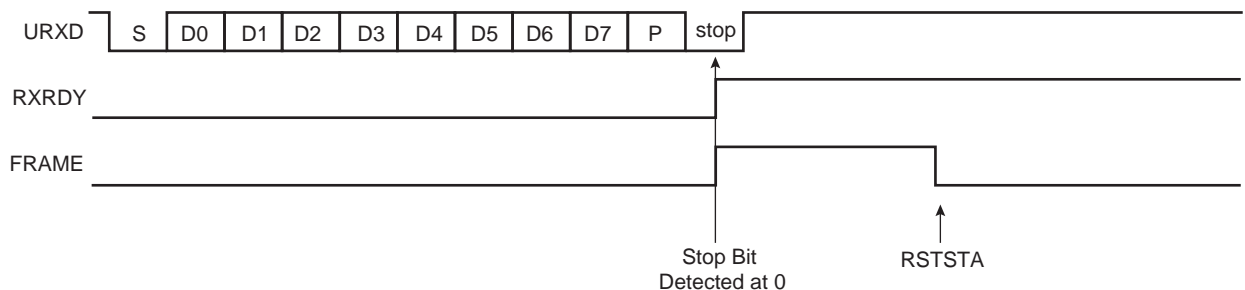 URXD S D0 D1 D2 D3 D4 D5 D6 D7 P stop
RXRDY
FRAME
Stop Bit
Detected at 0
RSTSTA